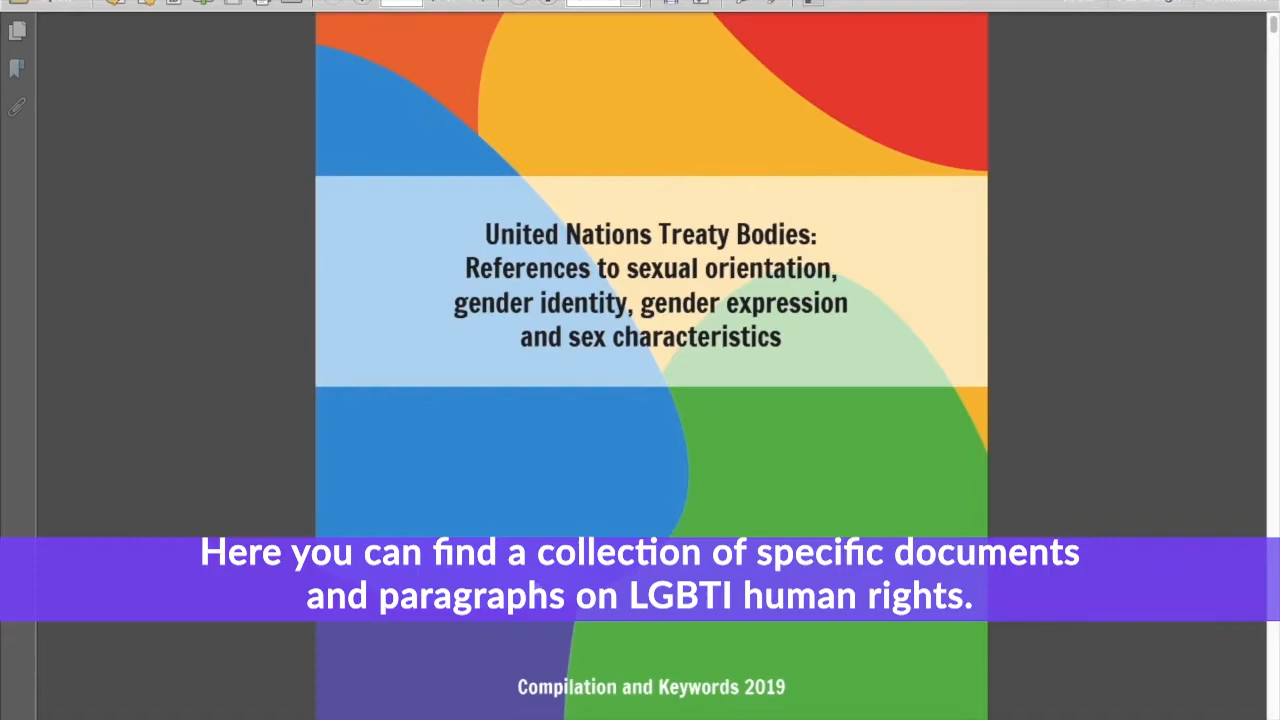 United Nations Treaty Bodies:
References to sexual orientation,
gender identity, gender expression
and sex characteristics
Here you can find a collection of specific documents
and paragraphs on LGBTI human rights.
Compilation and Keywords 2019